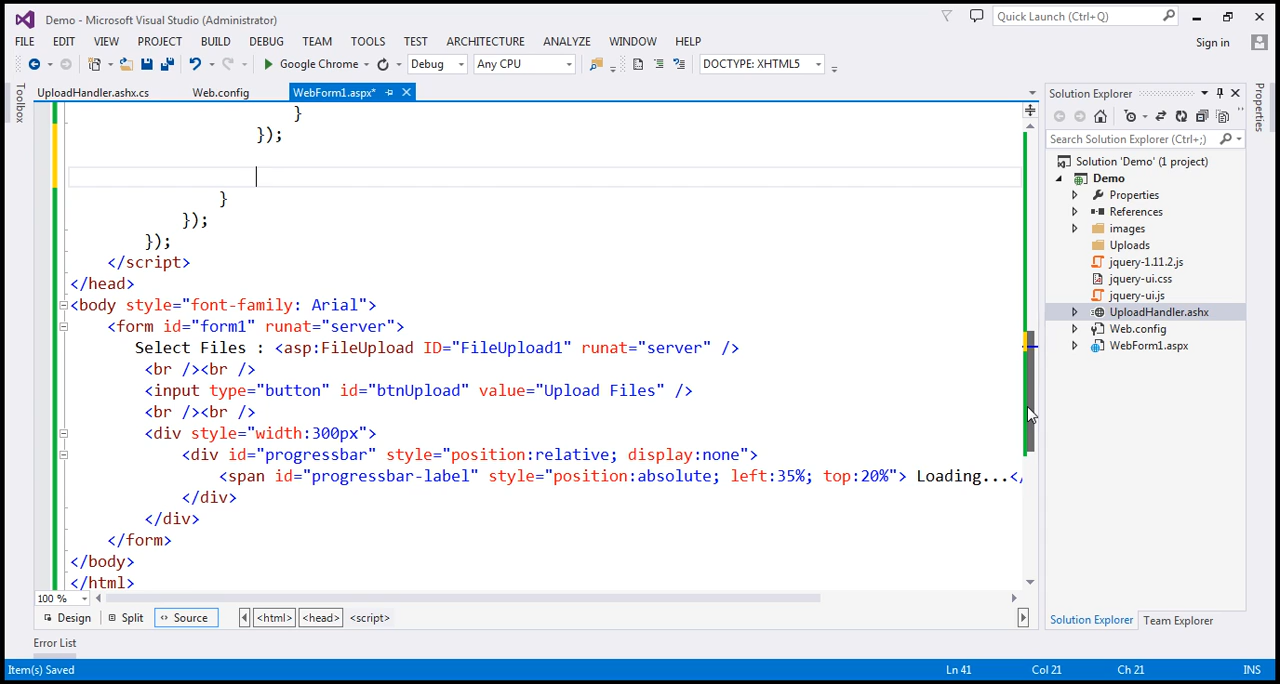 Demo - Microsoft Visual Studio (Administrator)
Quick Launch (Ctrl+Q)
FILE EDIT VIEW PROJECT BUILD DEBUG TEAM TOOLS TEST ARCHITECTURE ANALYZE WINDOW HELP
Sign in
Google Chrome Debug Any CPU DOCTYPE: XHTML5
Toolbox
UploadHandler.ashx.cs Web.config WebForm1.aspx*
}
});
}
});
});
</script>
</head>
<body style="font-family: Arial">
<form id="form1" runat="server">
Select Files : <asp:FileUpload ID="FileUpload1" runat="server" />
<br /><br />
<input type="button" id="btnUpload" value="Upload Files" />
<br /><br />
<div style="width:300px">
<div id="progressbar" style="position:relative; display:none">
<span id="progressbar-label" style="position:absolute; left:35%; top:20%"> Loading...</
</div>
</div>
</form>
</body>
</html>
100 %
Design Split Source <html> <head> <script>
Error List
Solution Explorer
Search Solution Explorer (Ctrl+;)
Solution 'Demo' (1 project)
Demo
Properties
References
images
Uploads
jquery-1.11.2.js
jquery-ui.css
jquery-ui.js
UploadHandler.ashx
Web.config
WebForm1.aspx
Solution Explorer Team Explorer
Properties
Item(s) Saved Ln 41 Col 21 Ch 21 INS